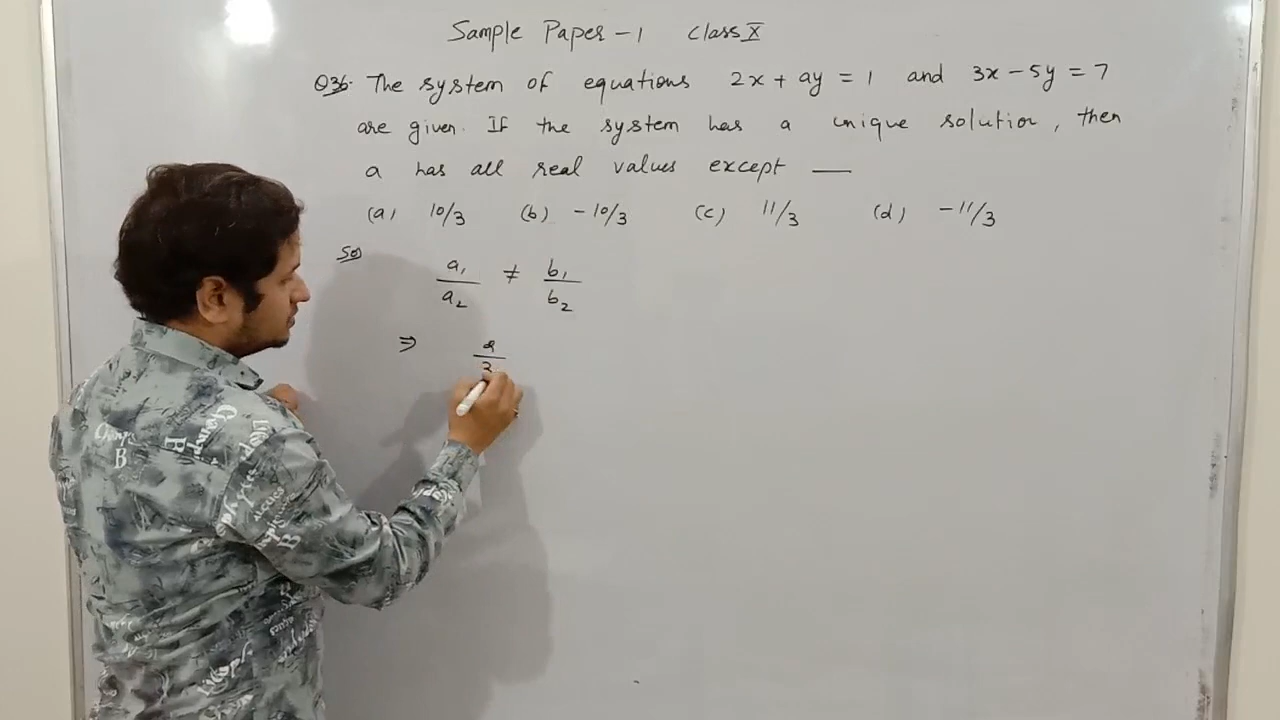 Sample Paper - 1 Class X
Q36. The system of equations 2x + ay = 1 and 3x - 5y = 7
are given. If the system has a unique solution, then
a has all real values except __
(a) 10/3 (b) -10/3 (c) 11/3 (d) -11/3
Sol
a₁/a₂ ≠ b₁/b₂
⇒ 2/3